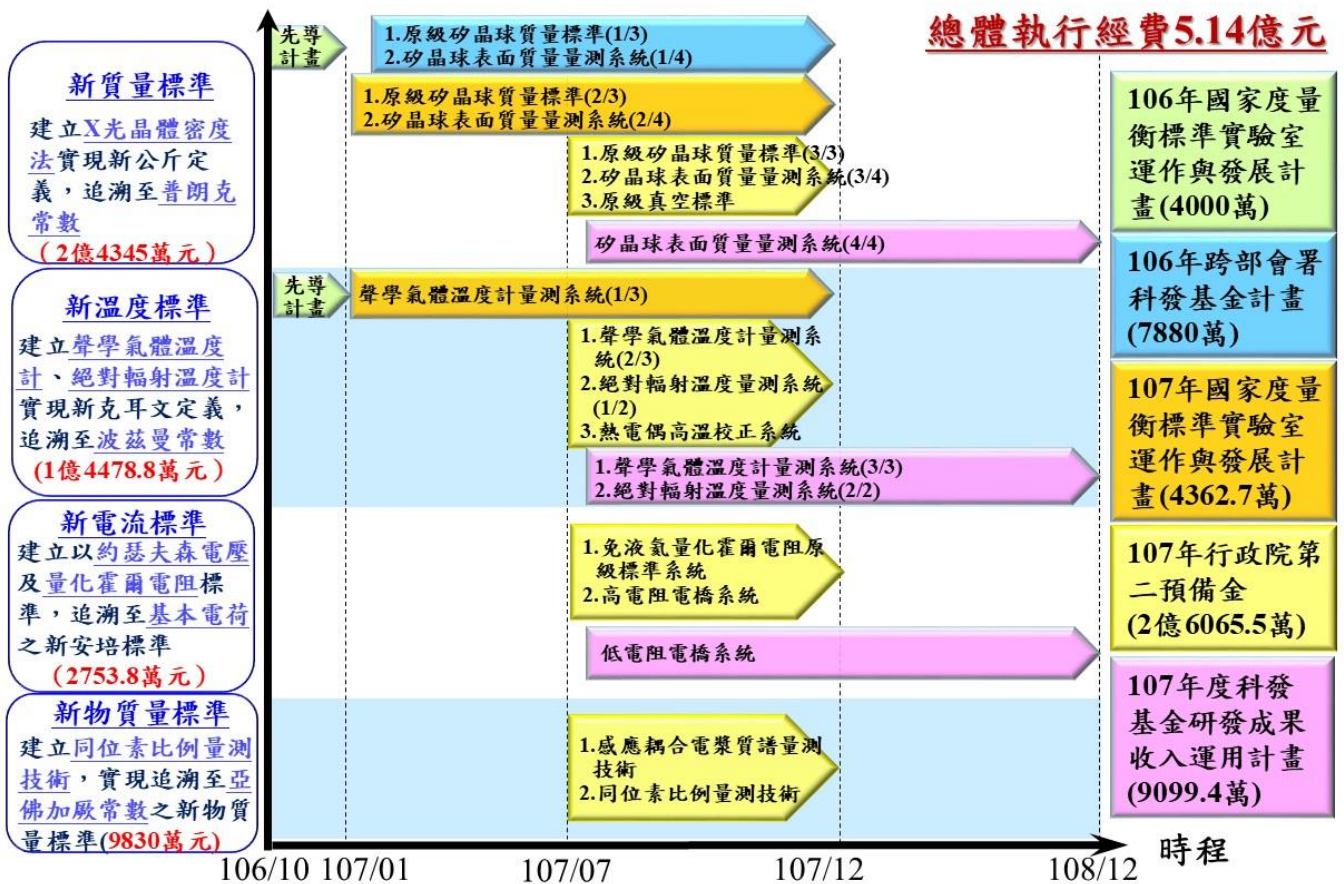 總體執行經費5.14億元
新質量標準
建立X光晶體密度
法實現新公斤定
義，追溯至普朗克
常數
(2億4345萬元)
先導
計畫
1.原級矽晶球質量標準(1/3)
2.矽晶球表面質量量測系統(1/4)
1.原級矽晶球質量標準(2/3)
2.矽晶球表面質量量測系統(2/4)
1.原級矽晶球質量標準(3/3)
2.矽晶球表面質量量測系統(3/4)
3.原級真空標準
矽晶球表面質量量測系統(4/4)
新溫度標準
建立聲學氣體溫度
計、絕對輻射溫度計
實現新克耳文定義，
追溯至波茲曼常數
(1億4478.8萬元)
先導
計畫
聲學氣體溫度計量測系統(1/3)
1.聲學氣體溫度計量測系
統(2/3)
2.絕對輻射溫度量測系統
(1/2)
3.熱電偶高溫校正系統
1.聲學氣體溫度計量測系統(3/3)
2.絕對輻射溫度量測系統(2/2)
新電流標準
建立以約瑟夫森電壓
及量化霍爾電阻標
準，追溯至基本電荷
之新安培標準
(2753.8萬元)
1.免液氦量化霍爾電阻原
級標準系統
2.高電阻電橋系統
低電阻電橋系統
新物質量標準
建立同位素比例量測
技術，實現追溯至亞
佛加厥常數之新物質
量標準(9830萬元)
1.感應耦合電漿質譜量測
技術
2.同位素比例量測技術
106年國家度量
衡標準實驗室
運作與發展計
畫(4000萬)
106年跨部會署
科發基金計畫
(7880萬)
107年國家度量
衡標準實驗室
運作與發展計
畫(4362.7萬)
107年行政院第
二預備金
(2億6065.5萬)
107年度科發
基金研發成果
收入運用計畫
(9099.4萬)
106/10
107/01
107/07
107/12
108/12
時程